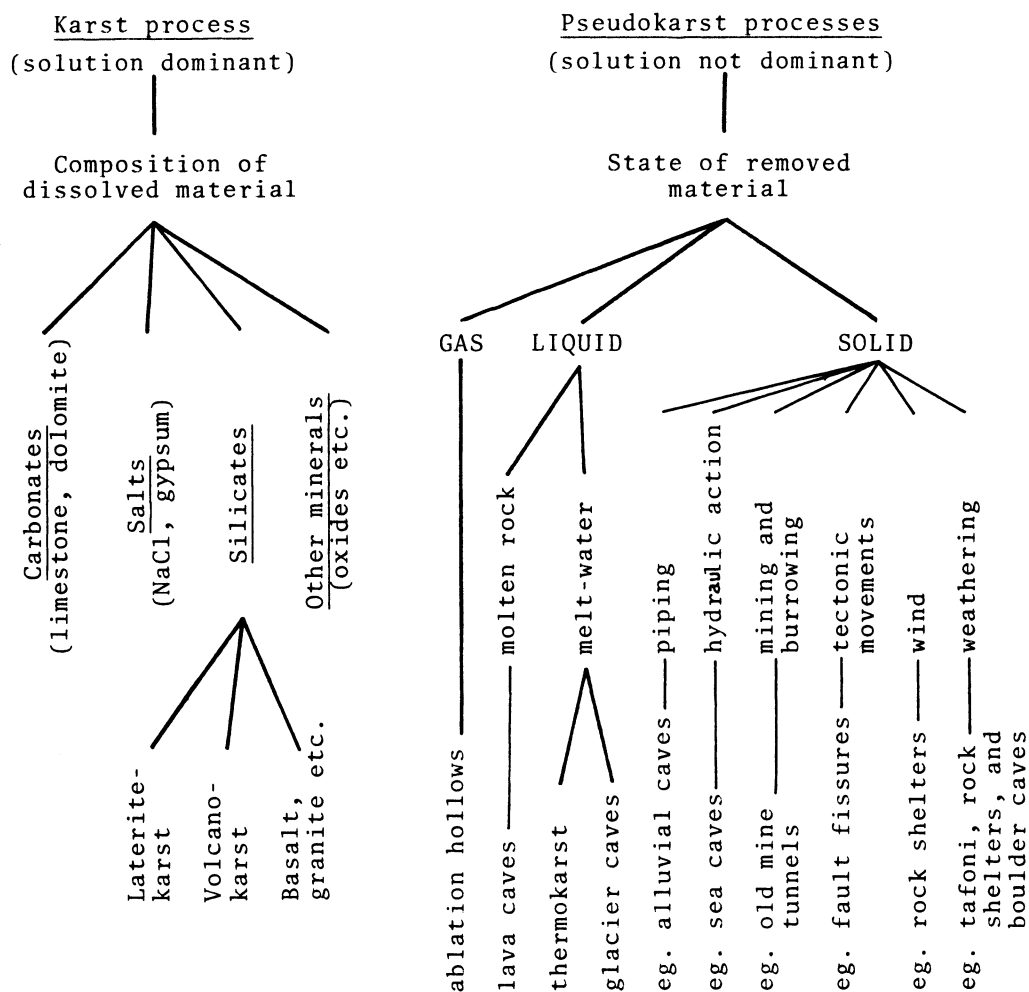 Karst process
(solution dominant)
Composition of
dissolved material
Carbonates
(limestone, dolomite)
Salts
(NaCl, gypsum)
Silicates
Other minerals
(oxides etc.)
Laterite-
karst
Volcano-
karst
Basalt,
granite etc.
Pseudokarst processes
(solution not dominant)
State of removed
material
GAS
LIQUID
SOLID
ablation hollows
molten rock
lava caves
melt-water
thermokarst
glacier caves
piping
eg. alluvial caves
hydraulic action
eg. sea caves
mining and
burrowing
eg. old mine
tunnels
tectonic
movements
eg. fault fissures
wind
eg. rock shelters
weathering
eg. tafoni, rock
shelters, and
boulder caves